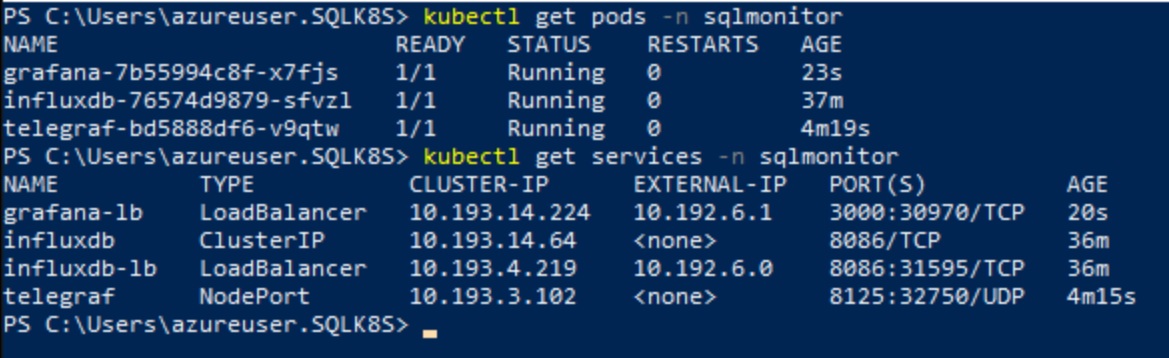 PS C:\Users\azureuser.SQLK8S> kubectl get pods -n sqlmonitor
NAME READY STATUS RESTARTS AGE
grafana-7b55994c8f-x7fjs 1/1 Running 0 23s
influxdb-76574d9879-sfvzl 1/1 Running 0 37m
telegraf-bd5888df6-v9qtw 1/1 Running 0 4m19s
PS C:\Users\azureuser.SQLK8S> kubectl get services -n sqlmonitor
NAME TYPE CLUSTER-IP EXTERNAL-IP PORT(S) AGE
grafana-lb LoadBalancer 10.193.14.224 10.192.6.1 3000:30970/TCP 20s
influxdb ClusterIP 10.193.14.64 <none> 8086/TCP 36m
influxdb-lb LoadBalancer 10.193.4.219 10.192.6.0 8086:31595/TCP 36m
telegraf NodePort 10.193.3.102 <none> 8125:32750/UDP 4m15s
PS C:\Users\azureuser.SQLK8S>